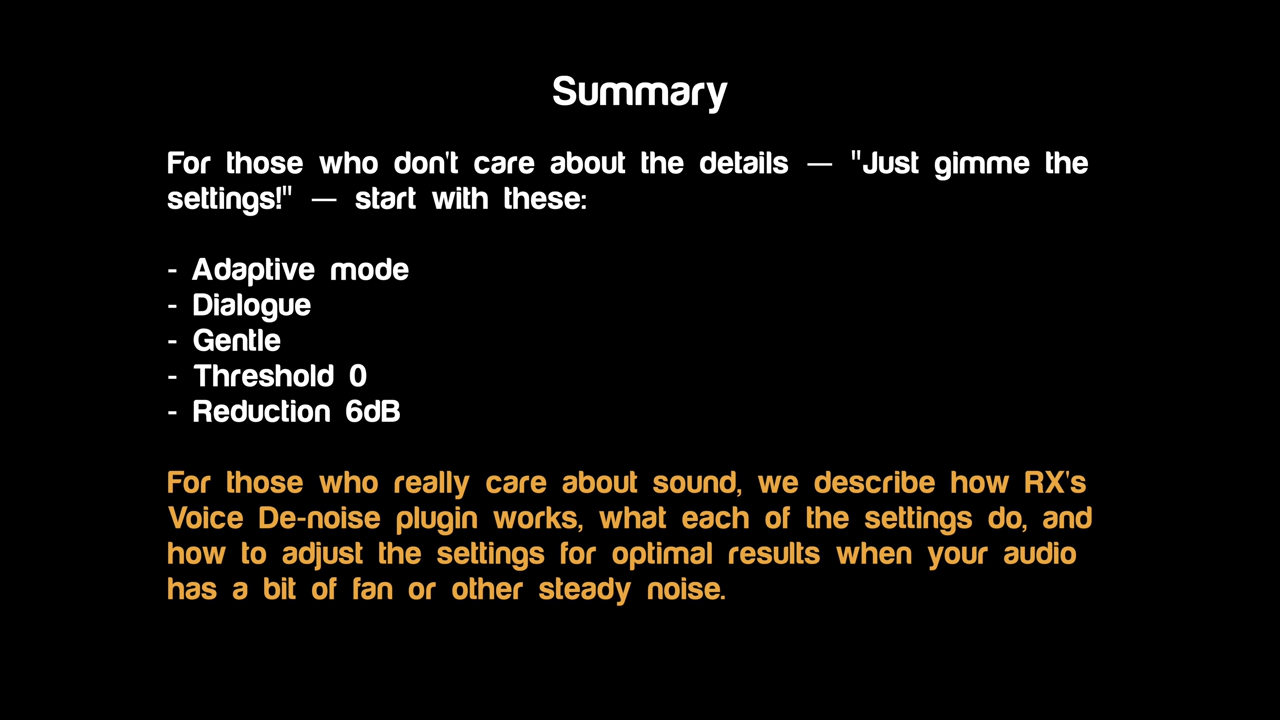 Summary
For those who don't care about the details — "Just gimme the
settings!" — start with these:
- Adaptive mode
- Dialogue
- Gentle
- Threshold 0
- Reduction 6dB
For those who really care about sound, we describe how RX's
Voice De-noise plugin works, what each of the settings do, and
how to adjust the settings for optimal results when your audio
has a bit of fan or other steady noise.